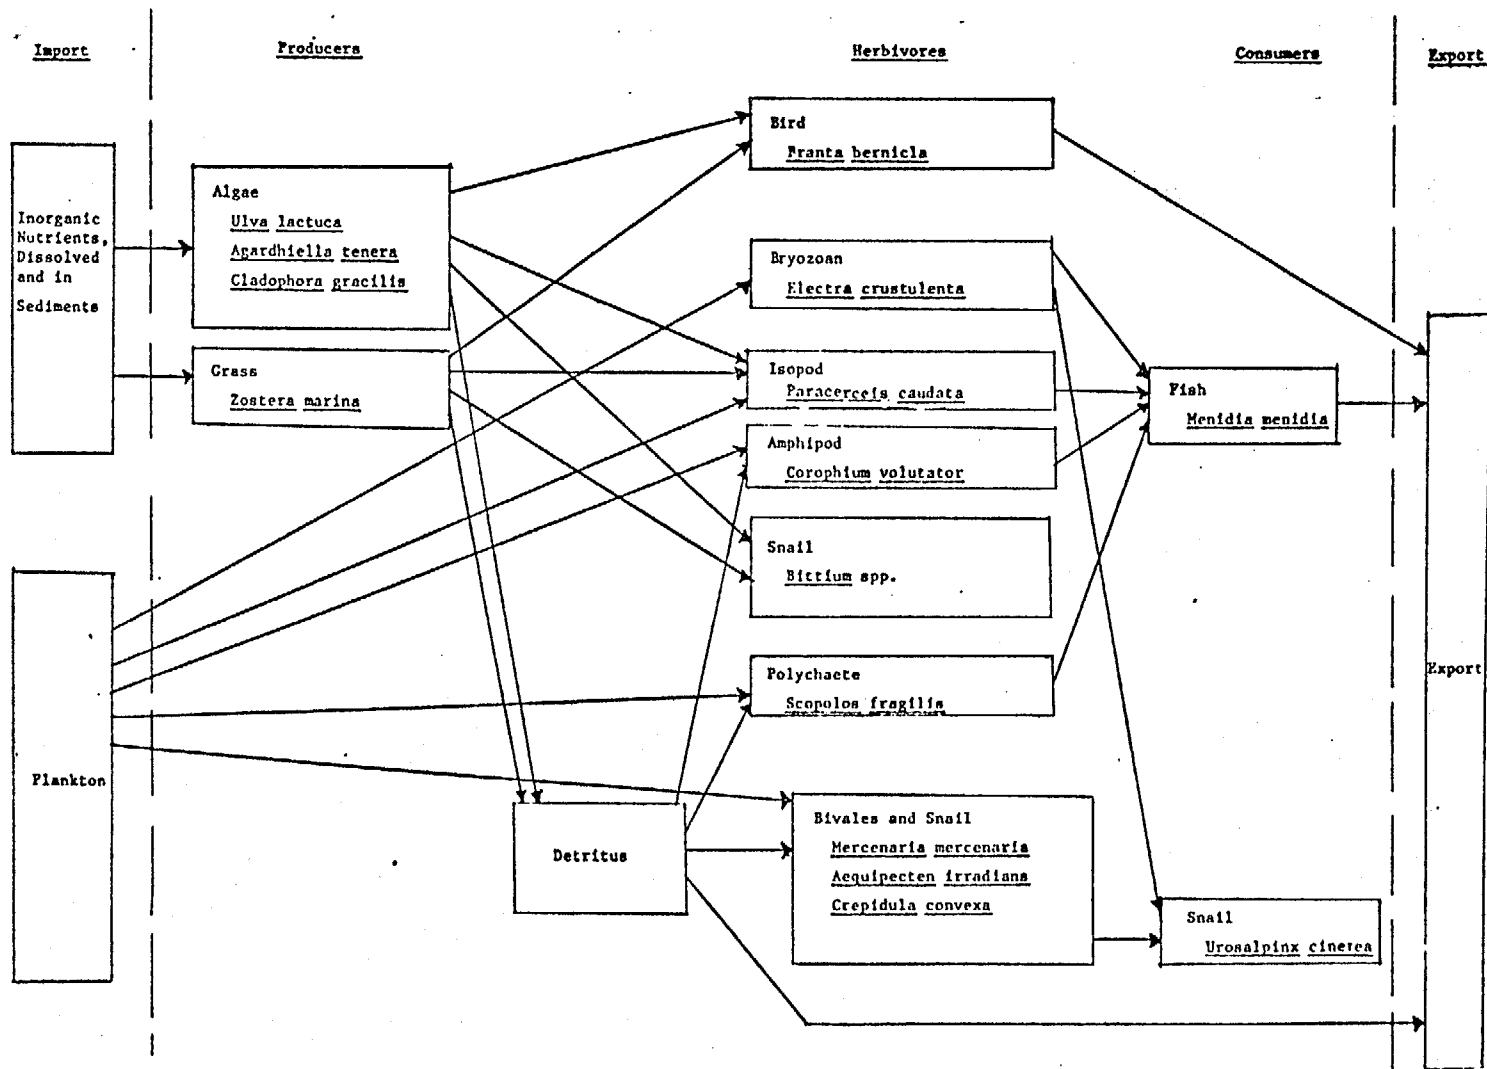 Import
Producers
Herbivores
Consumers
Export
Inorganic
Nutrients,
Dissolved
and in
Sediments
Plankton
Algae
Ulva lactuca
Agardhiella tenera
Cladophora gracilis
Grass
Zostera marina
Detritus
Bird
Branta bernicla
Bryozoan
Electra crustulenta
Isopod
Paracerceis caudata
Amphipod
Corophium volutator
Snail
Bittium spp.
Polychaete
Scopolos fragilis
Bivales and Snail
Mercenaria mercenaria
Aequipecten irradians
Crepidula convexa
Fish
Menidia menidia
Snail
Urosalpinx cinerea
Export